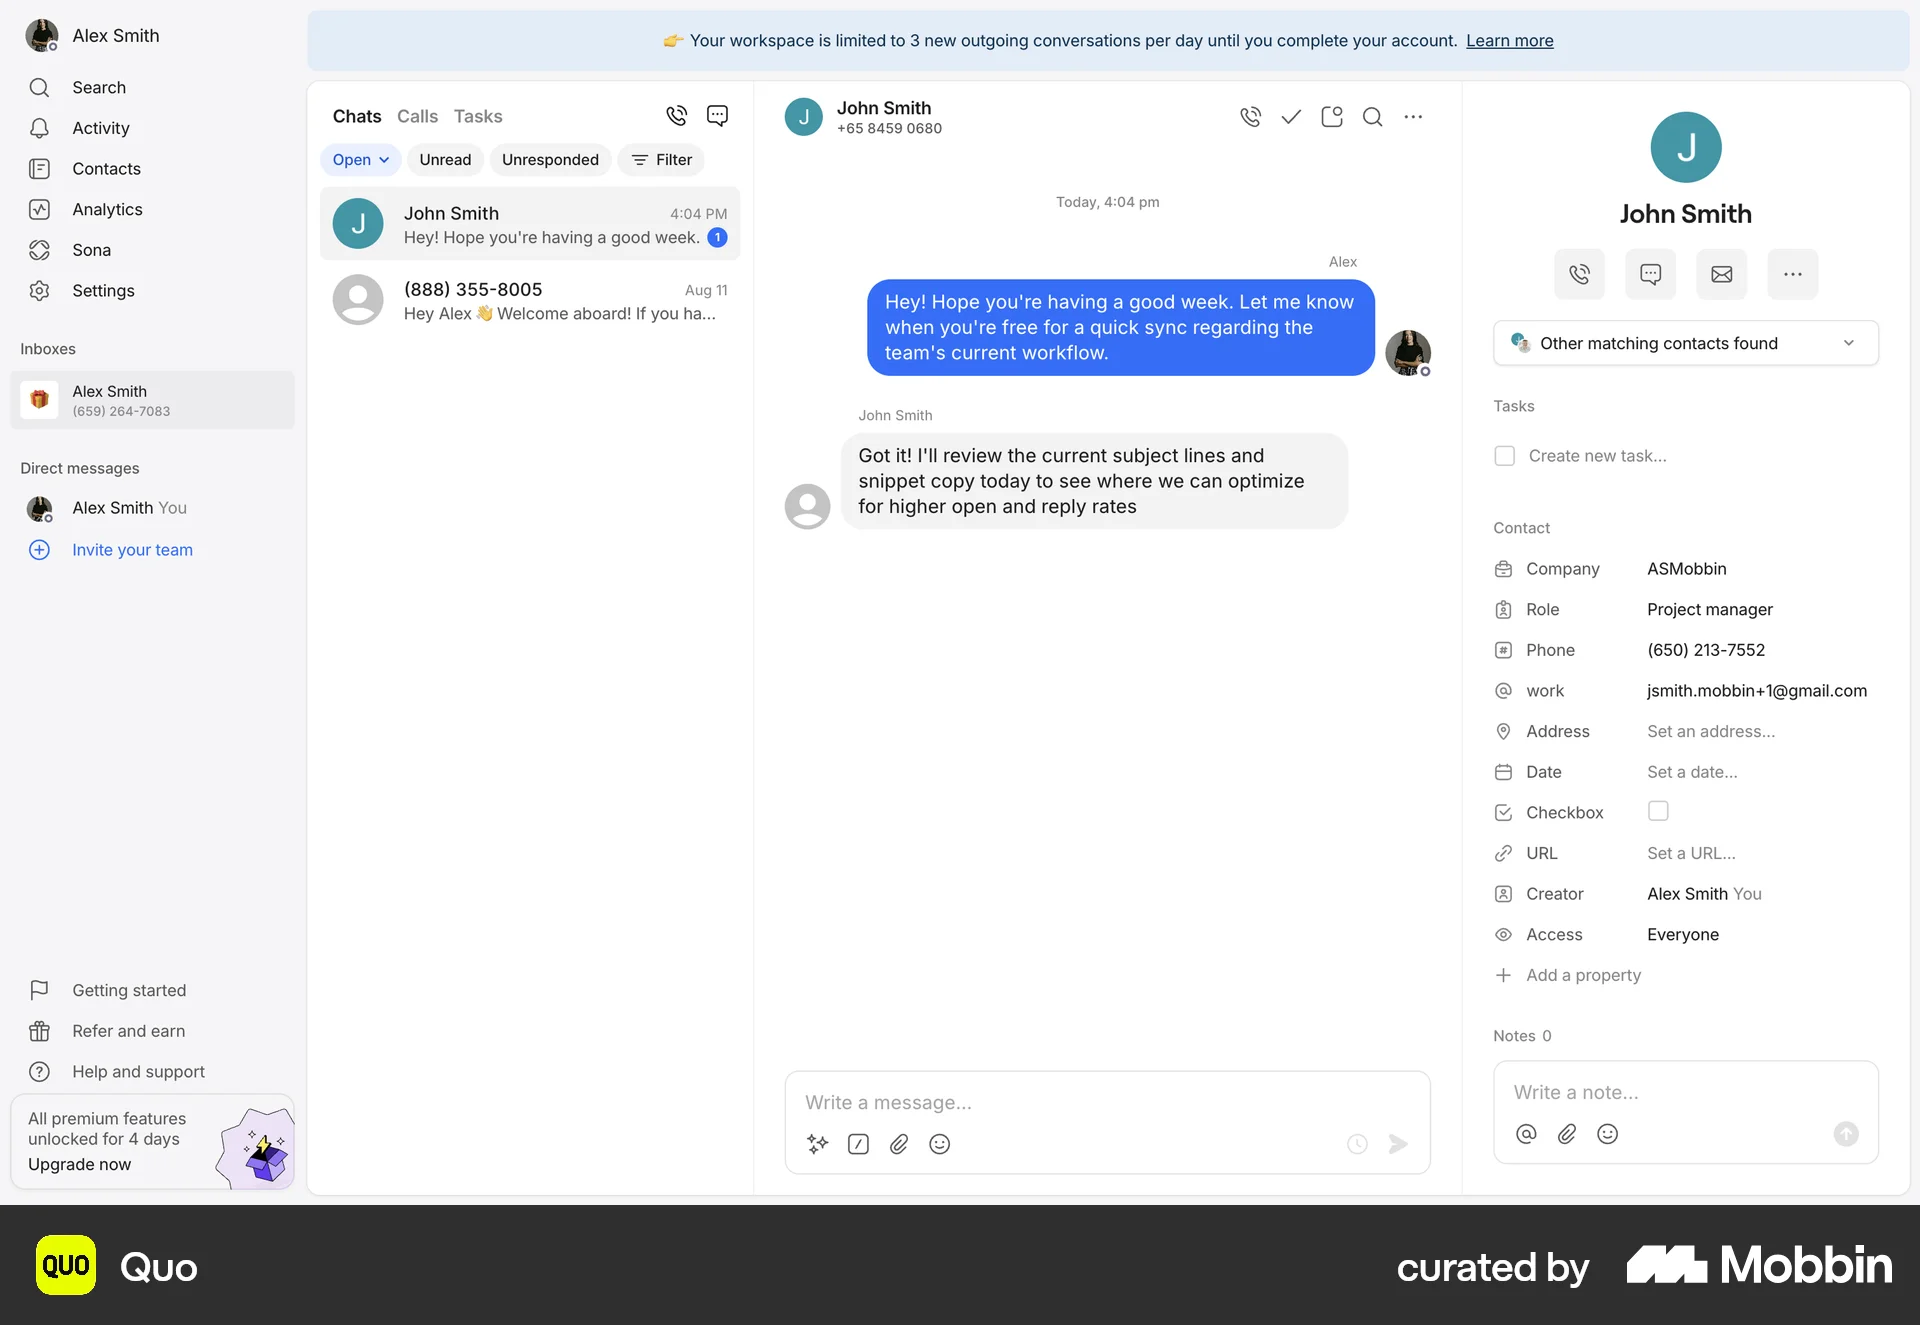 Alex Smith
Search
Activity
Contacts
Analytics
Sona
Settings
Inboxes
Alex Smith
(659) 264-7083
Direct messages
Alex Smith You
Invite your team
Getting started
Refer and earn
Help and support
All premium features
unlocked for 4 days
Upgrade now
👉 Your workspace is limited to 3 new outgoing conversations per day until you complete your account. Learn more
Chats Calls Tasks
Open Unread Unresponded Filter
J
John Smith 4:04 PM
Hey! Hope you're having a good week. 1
(888) 355-8005 Aug 11
Hey Alex 👋 Welcome aboard! If you ha...
J
John Smith
+65 8459 0680
Today, 4:04 pm
Alex
Hey! Hope you're having a good week. Let me know
when you're free for a quick sync regarding the
team's current workflow.
John Smith
Got it! I'll review the current subject lines and
snippet copy today to see where we can optimize
for higher open and reply rates
Write a message...
J
John Smith
Other matching contacts found
Tasks
Create new task...
Contact
Company ASMobbin
Role Project manager
Phone (650) 213-7552
work jsmith.mobbin+1@gmail.com
Address Set an address...
Date Set a date...
Checkbox
URL Set a URL...
Creator Alex Smith You
Access Everyone
Add a property
Notes 0
Write a note...
QUO Quo
curated by Mobbin